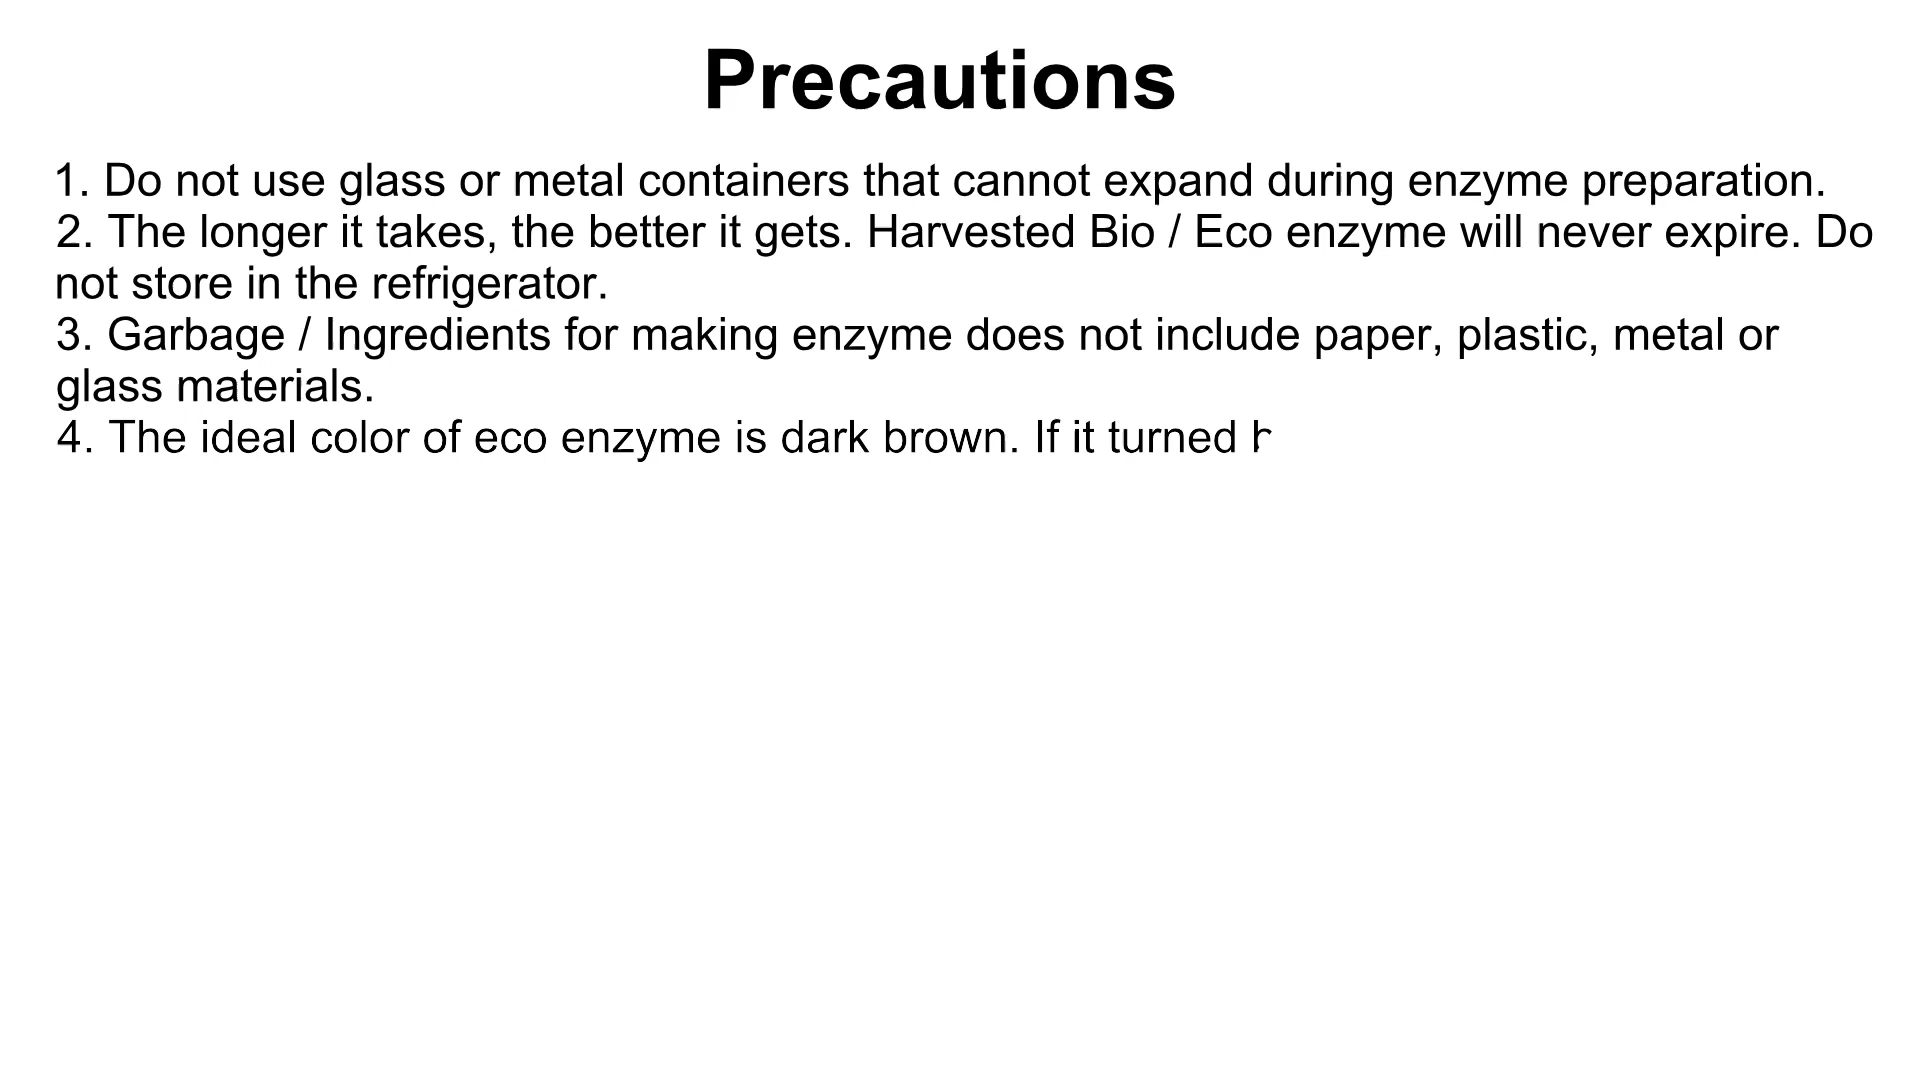 Precautions
1. Do not use glass or metal containers that cannot expand during enzyme preparation.
2. The longer it takes, the better it gets. Harvested Bio / Eco enzyme will never expire. Do
not store in the refrigerator.
3. Garbage / Ingredients for making enzyme does not include paper, plastic, metal or
glass materials.
4. The ideal color of eco enzyme is dark brown. If it turned